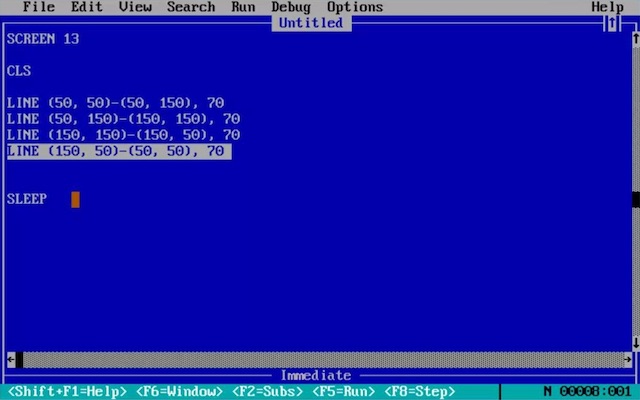 File Edit View Search Run Debug Options Help
Untitled
SCREEN 13
CLS
LINE (50, 50)-(50, 150), 70
LINE (50, 150)-(150, 150), 70
LINE (150, 150)-(150, 50), 70
LINE (150, 50)-(50, 50), 70
SLEEP
Immediate
<Shift+F1=Help> <F6=Window> <F2=Subs> <F5=Run> <F8=Step> N 00008:001